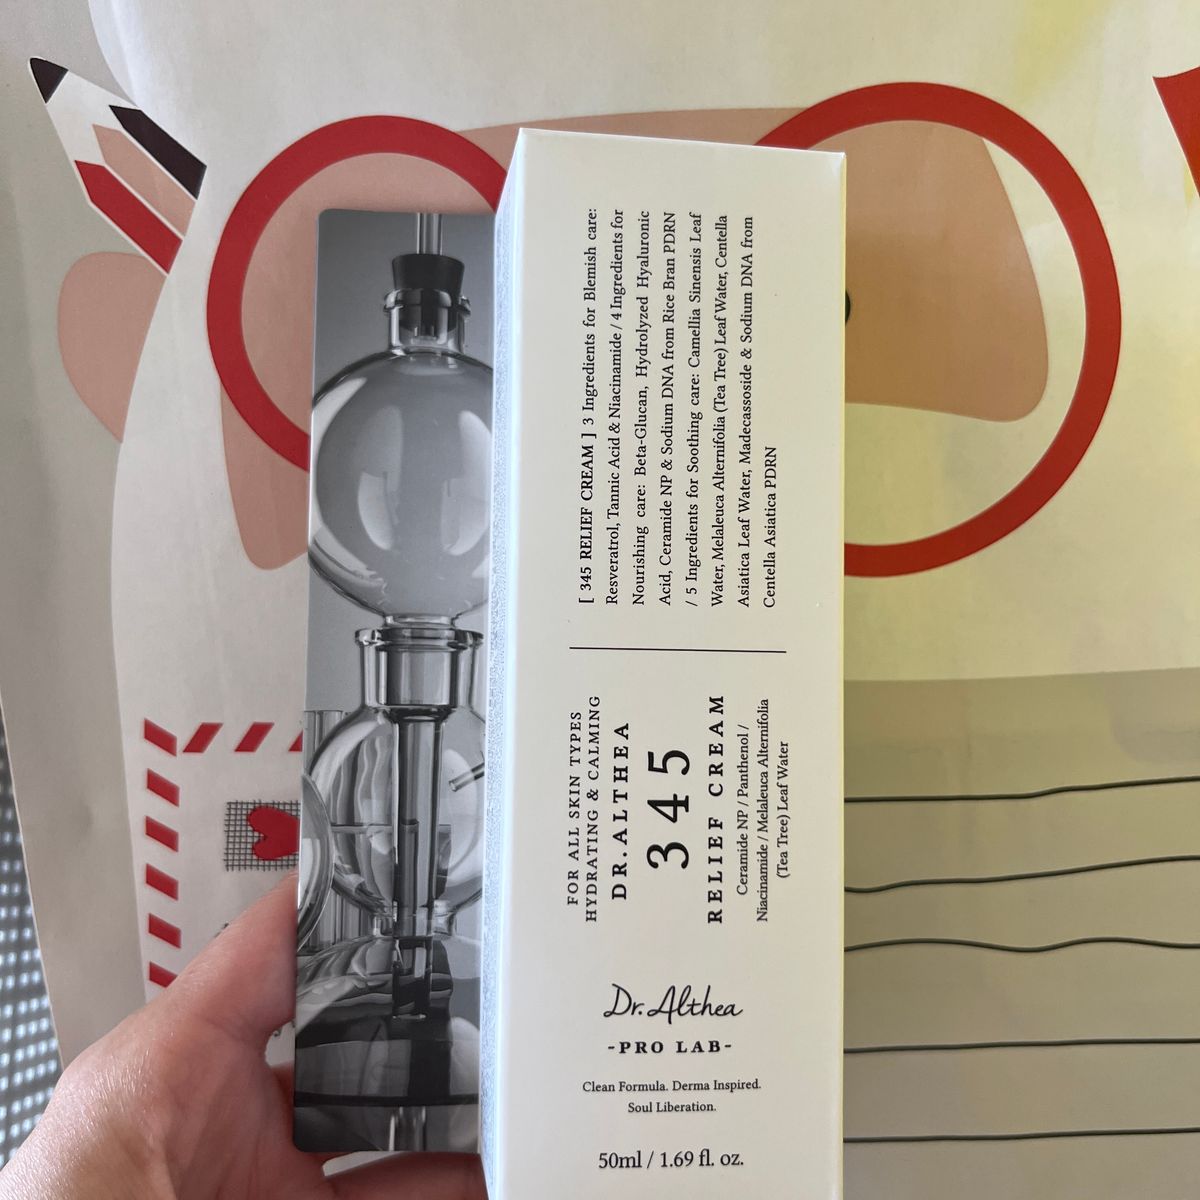 [ 345 RELIEF CREAM ] 3 Ingredients for Blemish care:
Resveratrol, Tannic Acid & Niacinamide / 4 Ingredients for
Nourishing care: Beta-Glucan, Hydrolyzed Hyaluronic
Acid, Ceramide NP & Sodium DNA from Rice Bran PDRN
/ 5 Ingredients for Soothing care: Camellia Sinensis Leaf
Water, Melaleuca Alternifolia (Tea Tree) Leaf Water, Centella
Asiatica Leaf Water, Madecassoside & Sodium DNA from
Centella Asiatica PDRN
FOR ALL SKIN TYPES
HYDRATING & CALMING
DR.ALTHEA
345
RELIEF CREAM
Ceramide NP / Panthenol /
Niacinamide / Melaleuca Alternifolia
(Tea Tree) Leaf Water
Dr.Althea
-PRO LAB-
Clean Formula. Derma Inspired.
Soul Liberation.
50ml / 1.69 fl. oz.